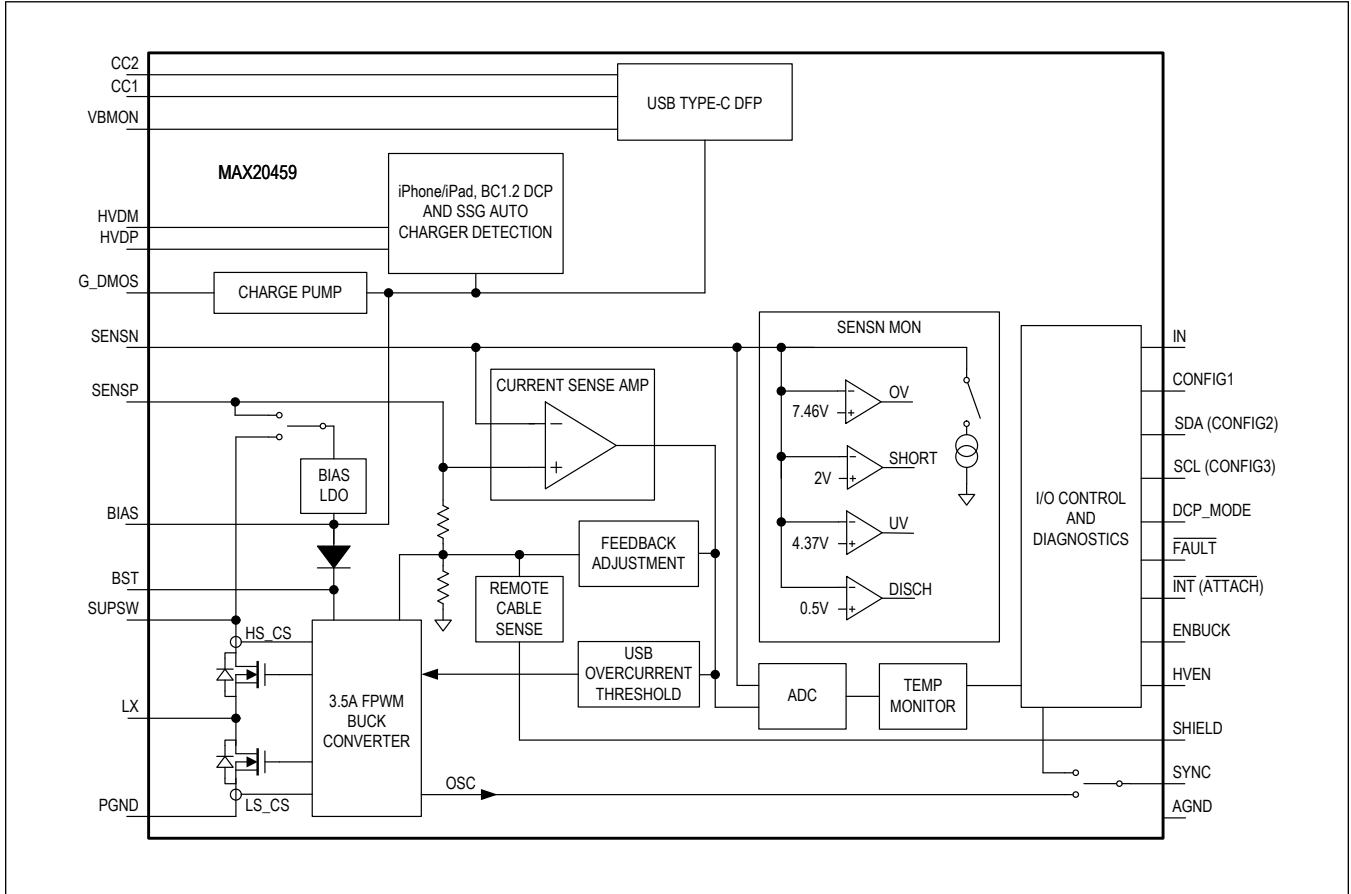 CC2
CC1
VBMON
USB TYPE-C DFP
MAX20459
iPhone/iPad, BC1.2 DCP
AND SSG AUTO
CHARGER DETECTION
HVDM
HVDP
G_DMOS
CHARGE PUMP
SENSN
SENSP
BIAS
LDO
BIAS
BST
SUPSW
HS_CS
LX
LS_CS
PGND
3.5A FPWM
BUCK
CONVERTER
CURRENT SENSE AMP
−
+
FEEDBACK
ADJUSTMENT
REMOTE
CABLE
SENSE
USB
OVERCURRENT
THRESHOLD
OSC
SENSN MON
−
+
7.46V
OV
−
+
2V
SHORT
−
+
4.37V
UV
−
+
0.5V
DISCH
ADC
TEMP
MONITOR
I/O CONTROL
AND
DIAGNOSTICS
IN
CONFIG1
SDA (CONFIG2)
SCL (CONFIG3)
DCP_MODE
FAULT
INT (ATTACH)
ENBUCK
HVEN
SHIELD
SYNC
AGND